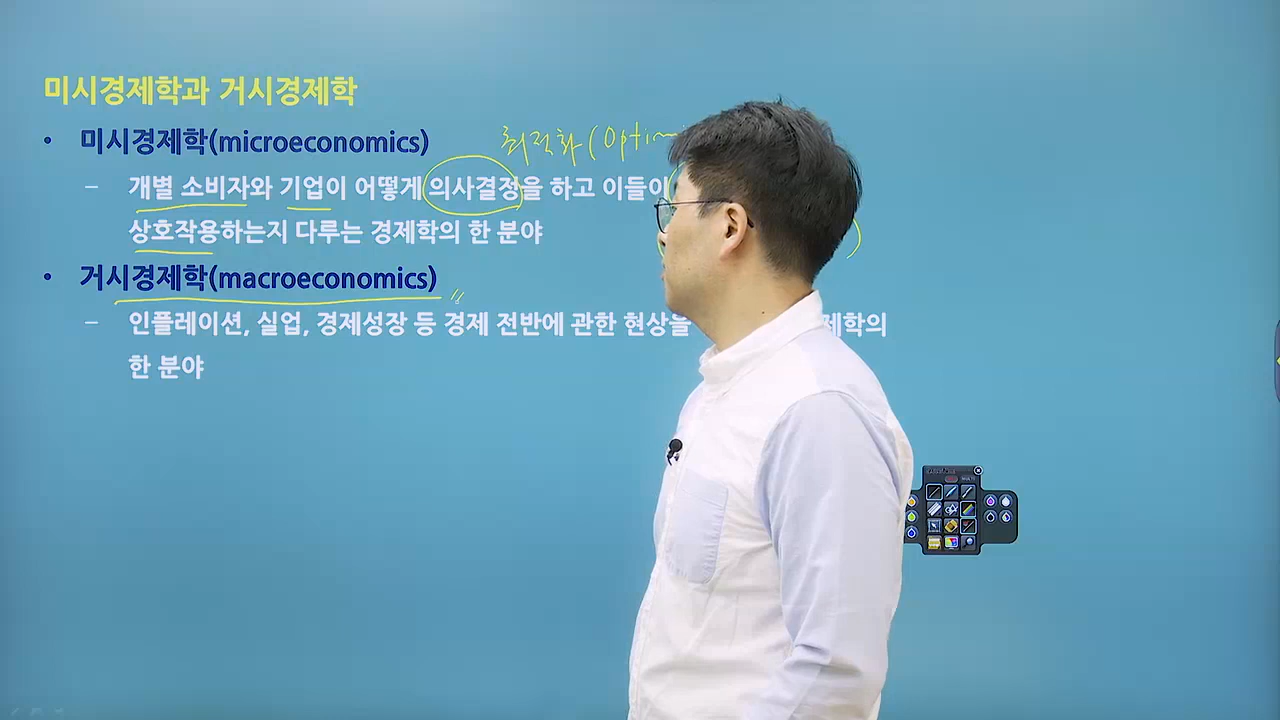 미시경제학과 거시경제학
• 미시경제학(microeconomics)
최적화 (Optim
– 개별 소비자와 기업이 어떻게 의사결정을 하고 이들이
상호작용하는지 다루는 경제학의 한 분야
• 거시경제학(macroeconomics)
– 인플레이션, 실업, 경제성장 등 경제 전반에 관한 현상을 제학의
한 분야